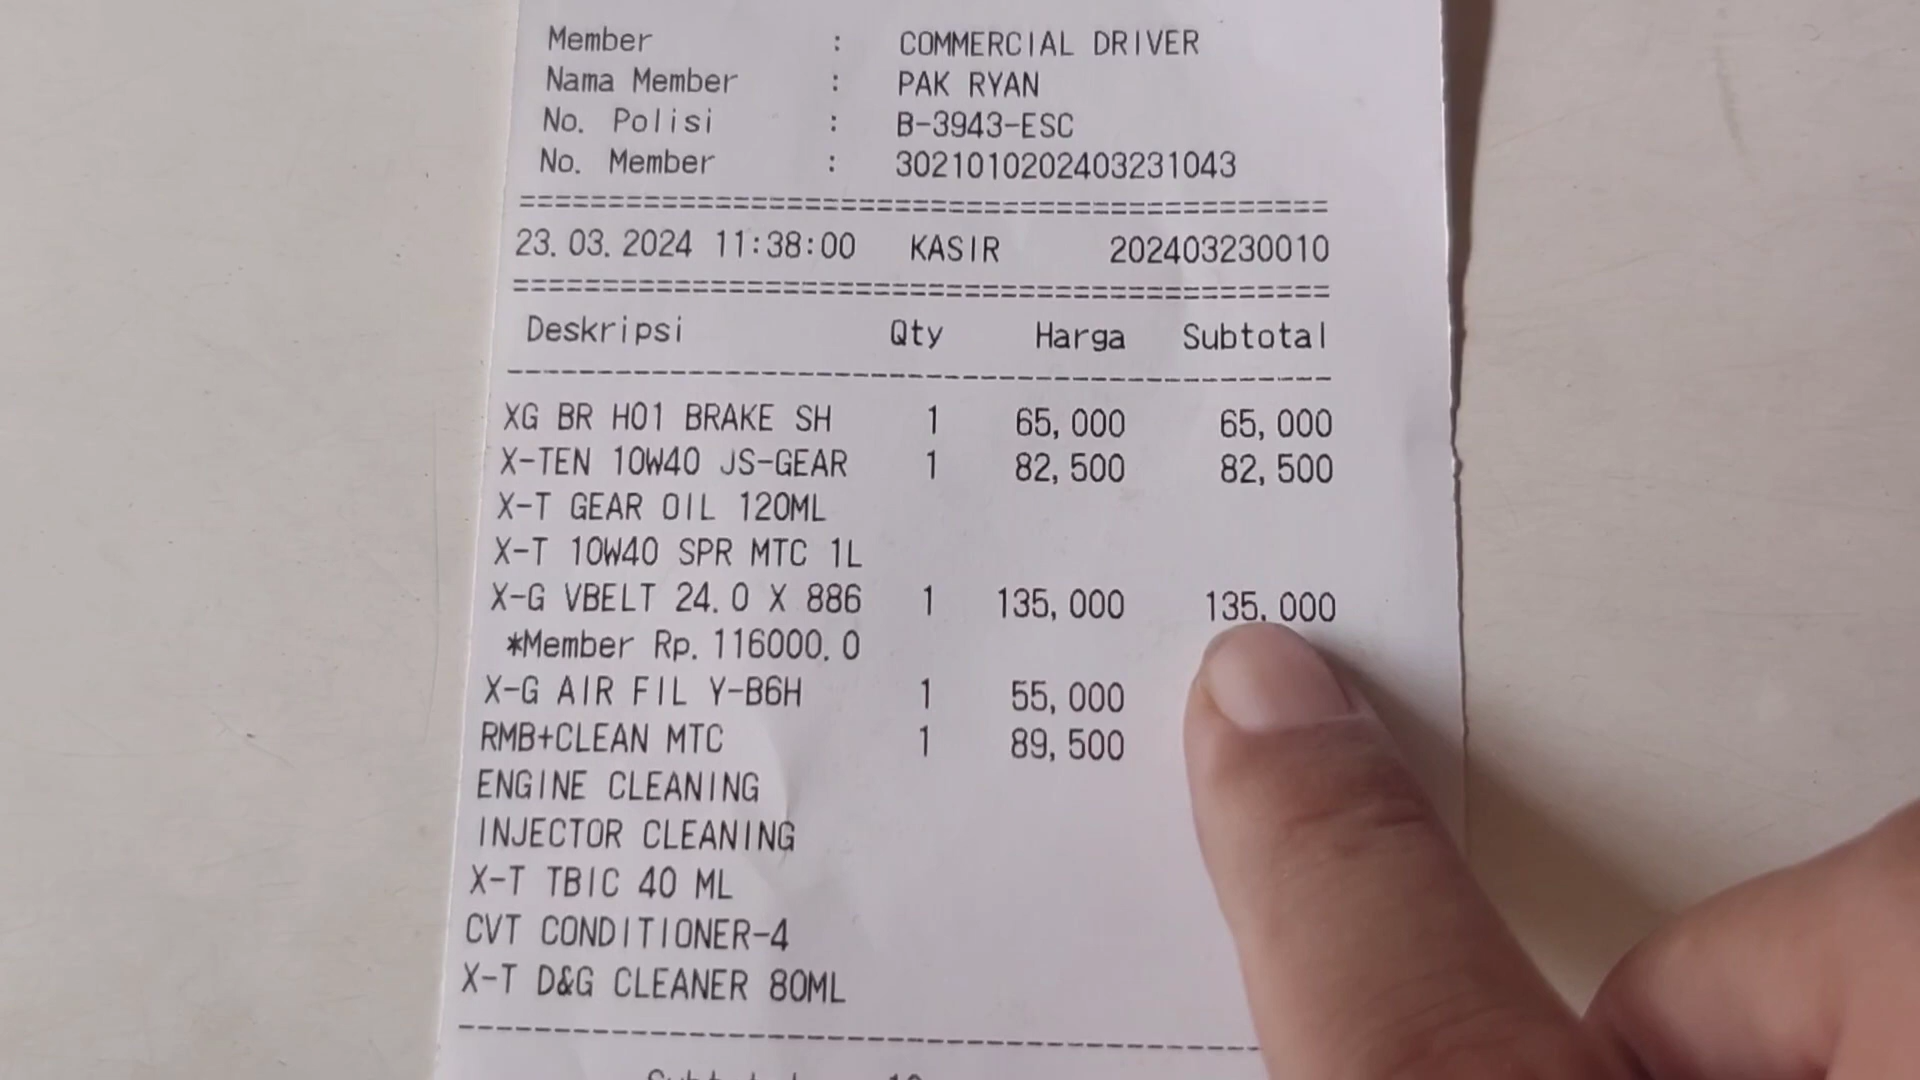 Member : COMMERCIAL DRIVER
Nama Member : PAK RYAN
No. Polisi : B-3943-ESC
No. Member : 3021010202403231043
==============================================
23.03.2024 11:38:00 KASIR 202403230010
==============================================
Deskripsi Qty Harga Subtotal
----------------------------------------------
XG BR H01 BRAKE SH 1 65,000 65,000
X-TEN 10W40 JS-GEAR 1 82,500 82,500
X-T GEAR OIL 120ML
X-T 10W40 SPR MTC 1L
X-G VBELT 24.0 X 886 1 135,000 135,000
*Member Rp.116000.0
X-G AIR FIL Y-B6H 1 55,000
RMB+CLEAN MTC 1 89,500
ENGINE CLEANING
INJECTOR CLEANING
X-T TBIC 40 ML
CVT CONDITIONER-4
X-T D&G CLEANER 80ML
----------------------------------------------